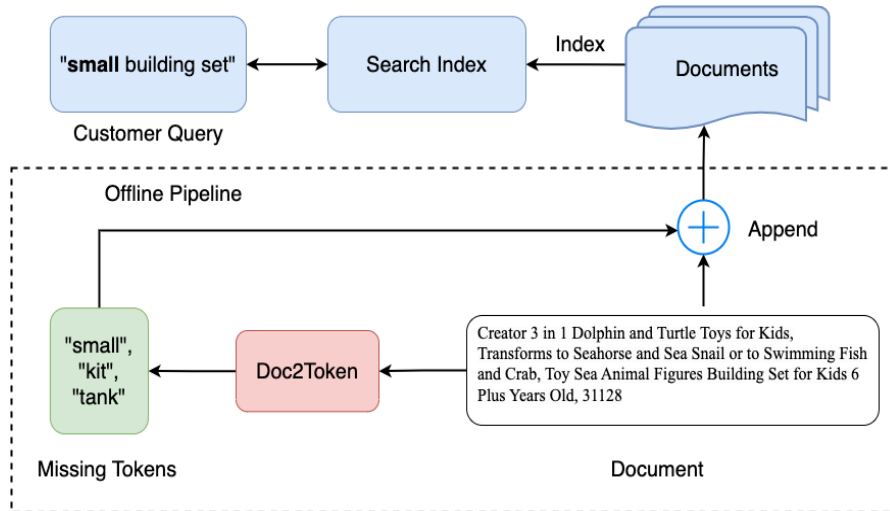 "small building set"
Search Index
Index
Documents
Customer Query
Offline Pipeline
Append
"small",
"kit",
"tank"
Doc2Token
Creator 3 in 1 Dolphin and Turtle Toys for Kids,
Transforms to Seahorse and Sea Snail or to Swimming Fish
and Crab, Toy Sea Animal Figures Building Set for Kids 6
Plus Years Old, 31128
Missing Tokens
Document